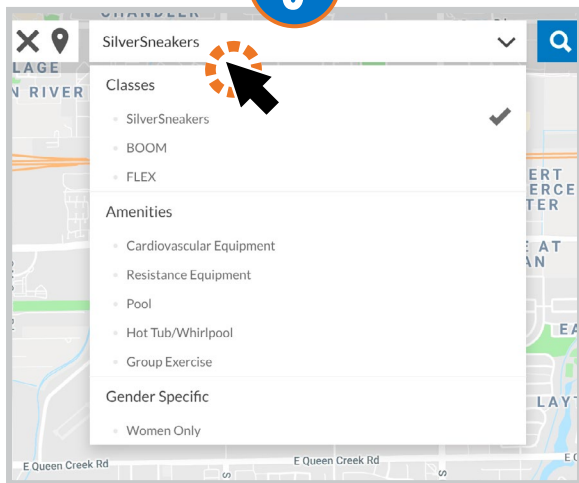 CHANDLER
SilverSneakers
LAGE
N RIVER
Classes
SilverSneakers
BOOM
FLEX
ERT
ERCE
TER
Amenities
E AT
AN
Cardiovascular Equipment
Resistance Equipment
Pool
Hot Tub/Whirlpool
EA
Group Exercise
Gender Specific
LAYT
Women Only
E Queen Creek Rd
E Queen Creek Rd
S
S